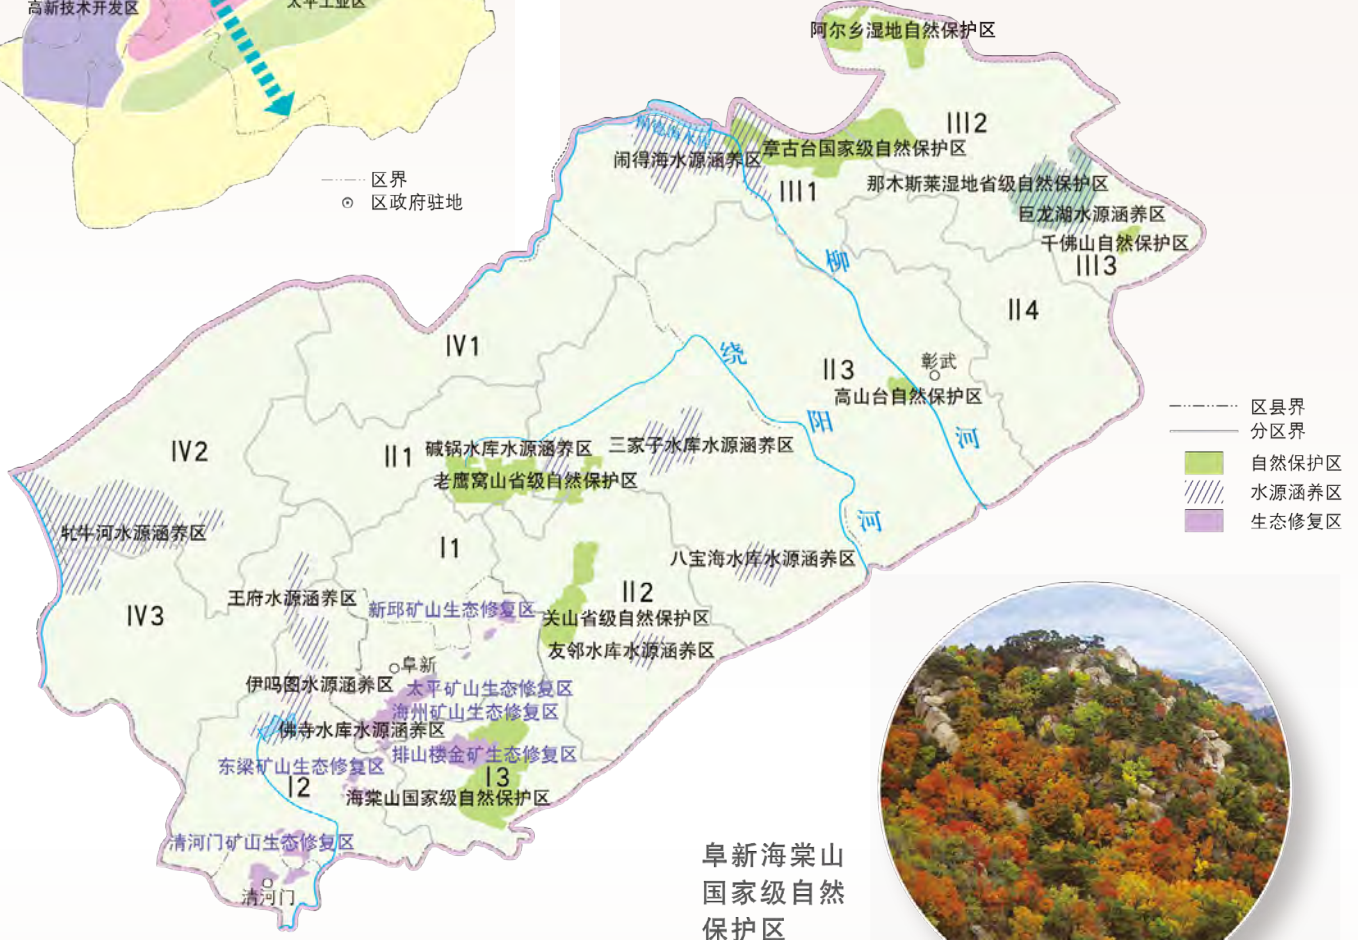 高新技术开发区
太平工业区
区界
区政府驻地
阿尔乡湿地自然保护区
III2
闹得海水源涵养区
章古台国家级自然保护区
III1
那木斯莱湿地省级自然保护区
巨龙湖水源涵养区
千佛山自然保护区
III3
柳
II4
IV1
绕
II3
彰武
高山台自然保护区
区县界
分区界
自然保护区
水源涵养区
生态修复区
阳
河
IV2
II1
碱锅水库水源涵养区
三家子水库水源涵养区
老鹰窝山省级自然保护区
牤牛河水源涵养区
河
I1
八宝海水库水源涵养区
II2
王府水源涵养区
新邱矿山生态修复区
关山省级自然保护区
IV3
友邻水库水源涵养区
阜新
伊吗图水源涵养区
太平矿山生态修复区
海州矿山生态修复区
佛寺水库水源涵养区
排山楼金矿生态修复区
东梁矿山生态修复区
I3
I2
海棠山国家级自然保护区
清河门矿山生态修复区
清河门
阜新海棠山
国家级自然
保护区